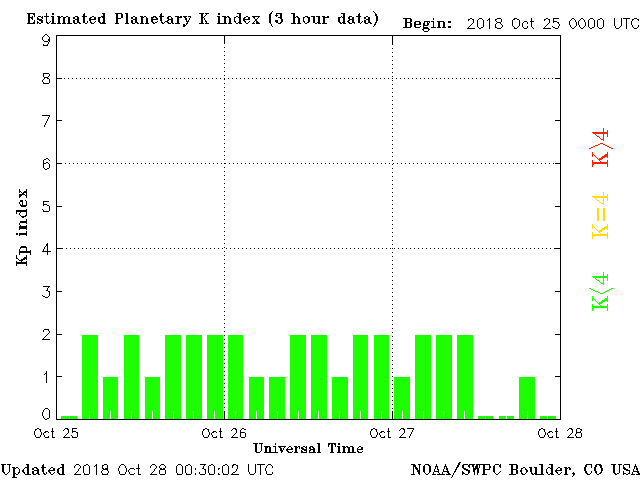 Estimated Planetary K index (3 hour data) Begin: 2018 Oct 25 0000 UTC
9
8
7
6
5
4
3
2
1
0
Kp index
K>4
K=4
K<4
Oct 25 Oct 26 Oct 27 Oct 28
Universal Time
Updated 2018 Oct 28 00:30:02 UTC NOAA/SWPC Boulder, CO USA